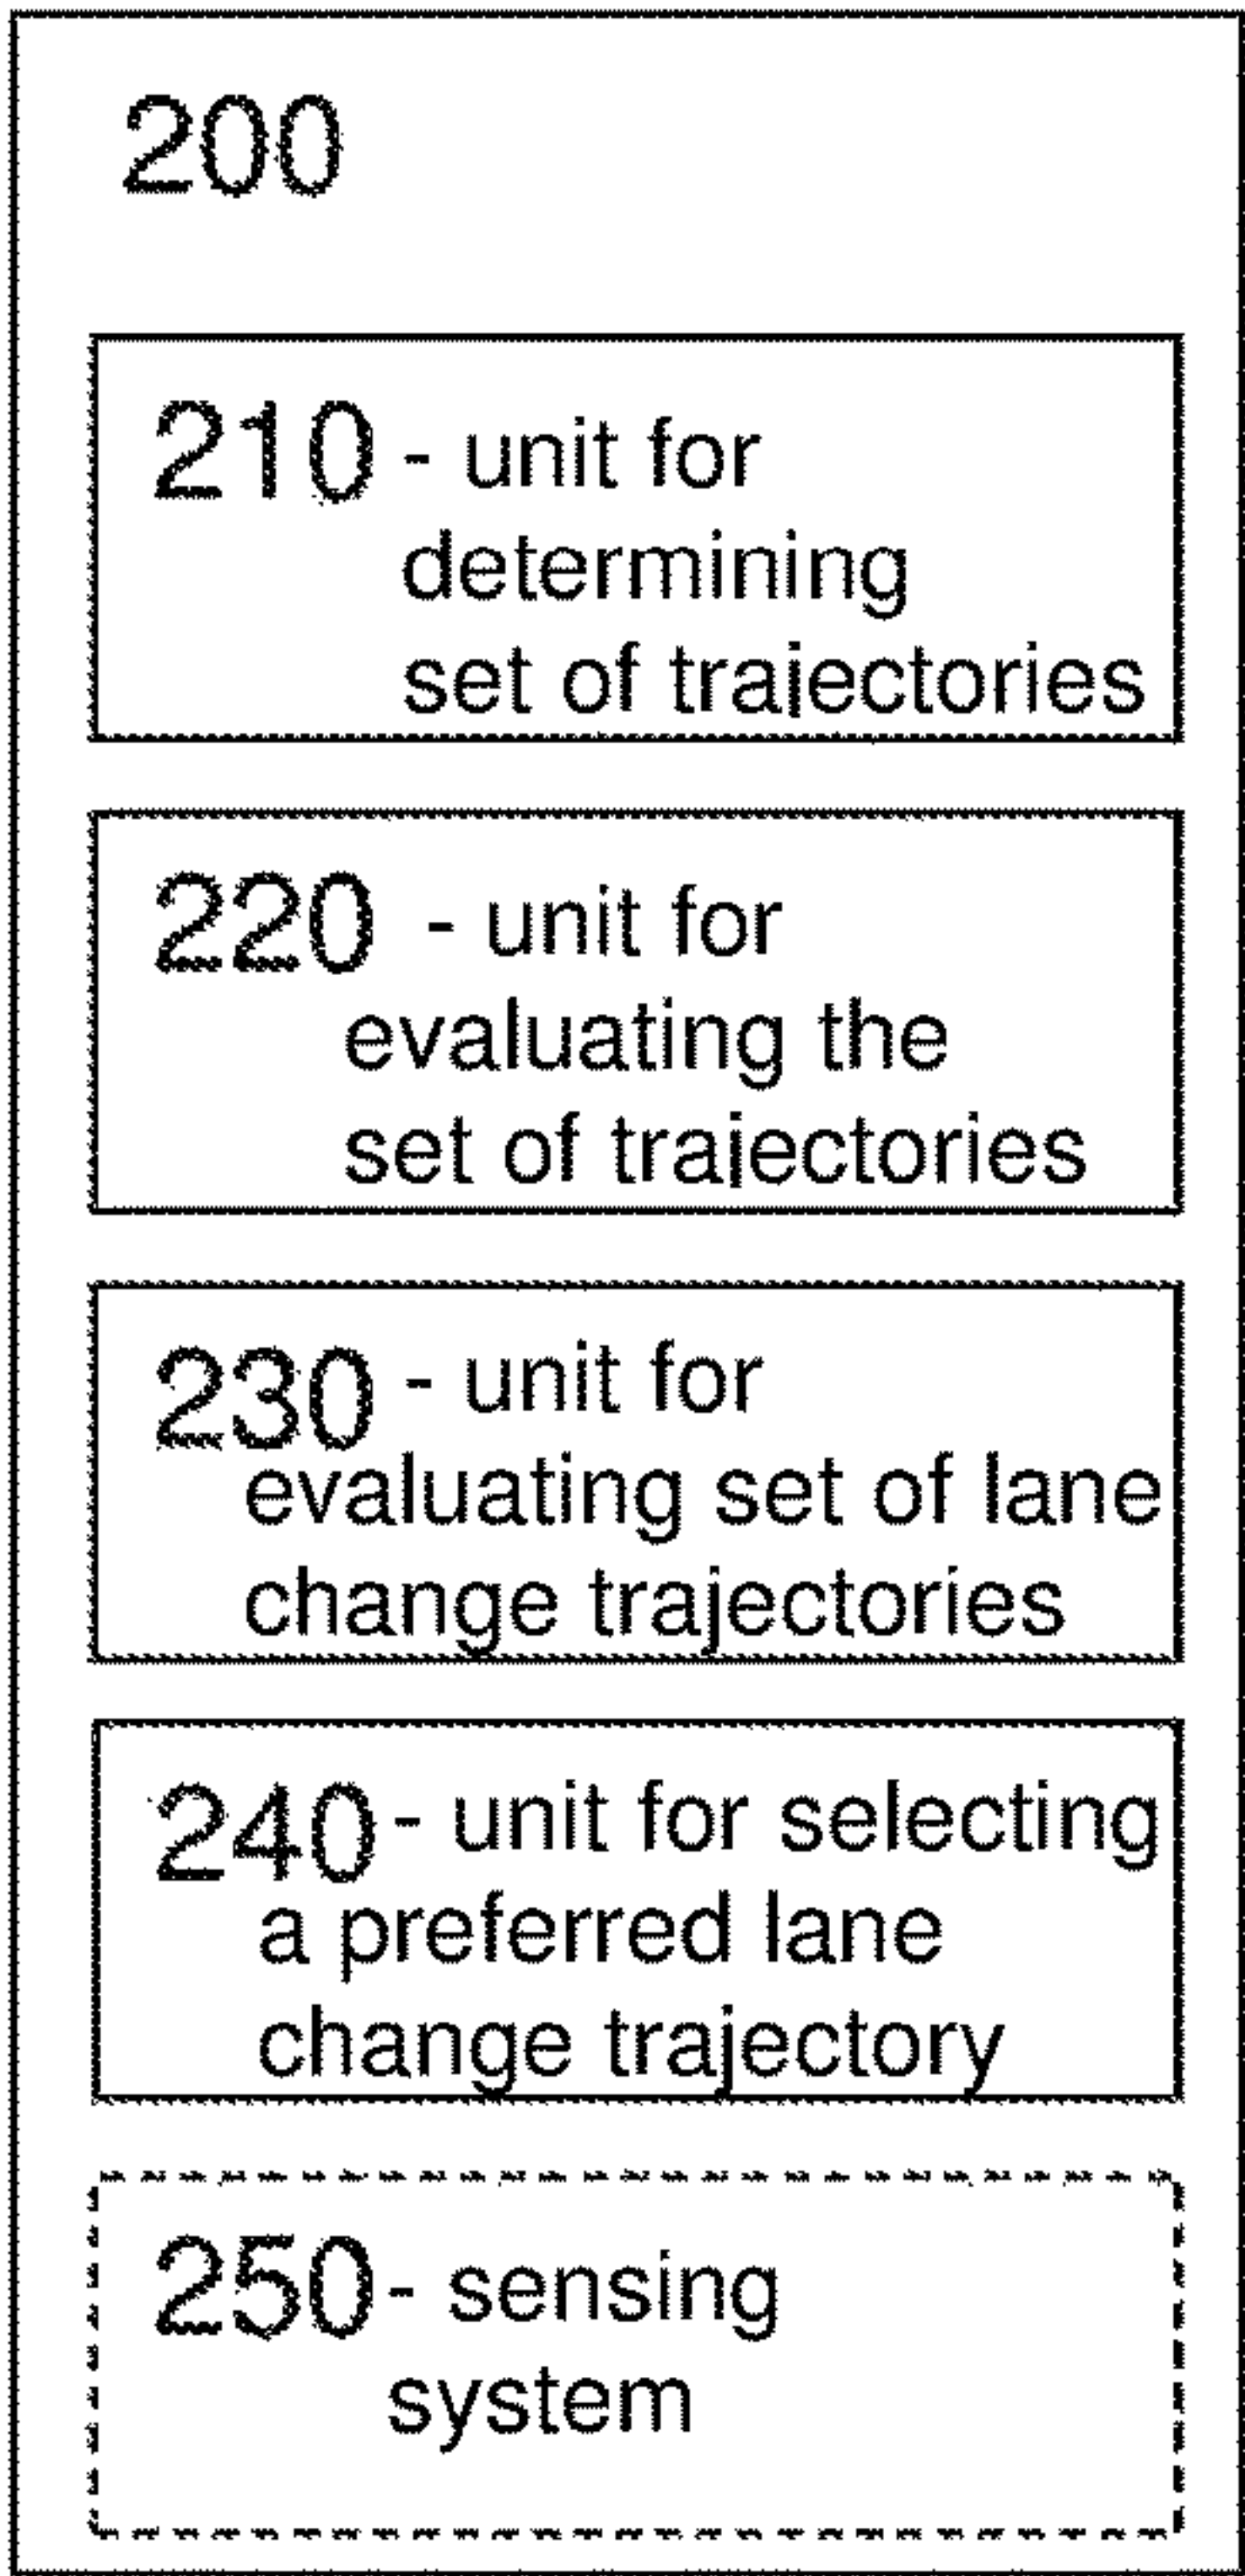 200
210 - unit for
determining
set of trajectories
220 - unit for
evaluating the
set of trajectories
230 - unit for
evaluating set of lane
change trajectories
240 - unit for selecting
a preferred lane
change trajectory
250 - sensing
system